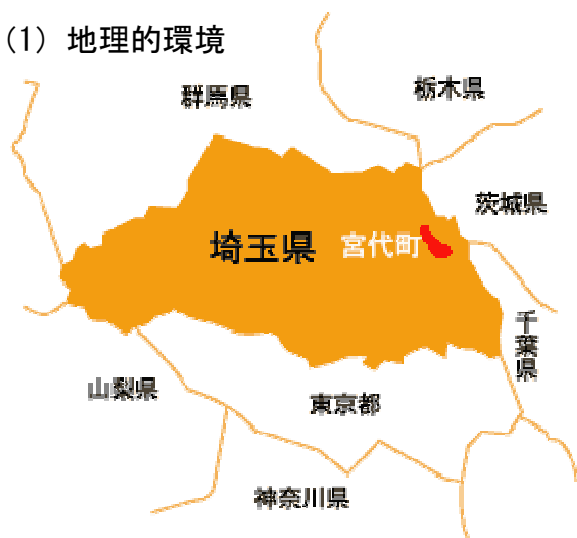 (1) 地理的環境
群馬県
栃木県
茨城県
埼玉県
宮代町
千葉県
山梨県
東京都
神奈川県